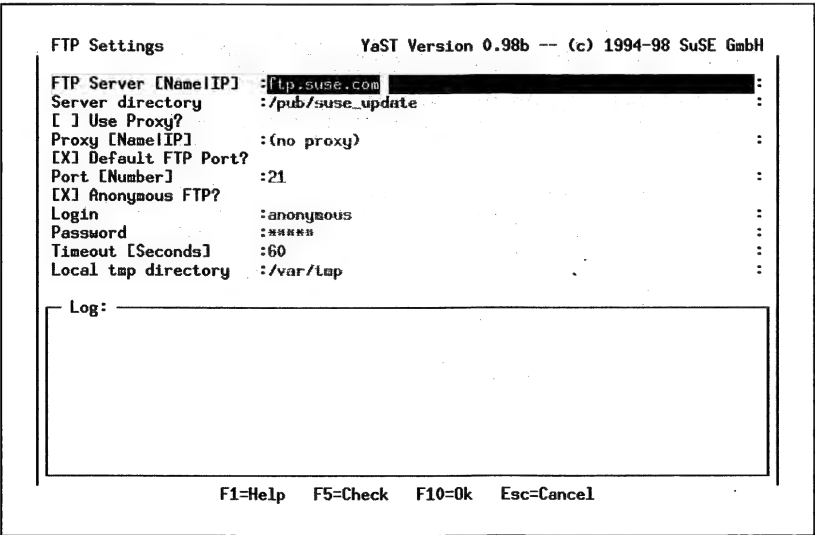 FTP Settings YaST Version 0.98b -- (c) 1994-98 SuSE GmbH
FTP Server [Name|IP] :ftp.suse.com :
Server directory :/pub/suse_update :
[ ] Use Proxy?
Proxy [Name|IP] :(no proxy) :
[X] Default FTP Port?
Port [Number] :21 :
[X] Anonymous FTP?
Login :anonymous :
Password :***** :
Timeout [Seconds] :60 :
Local tmp directory :/var/tmp :
Log:
F1=Help F5=Check F10=Ok Esc=Cancel